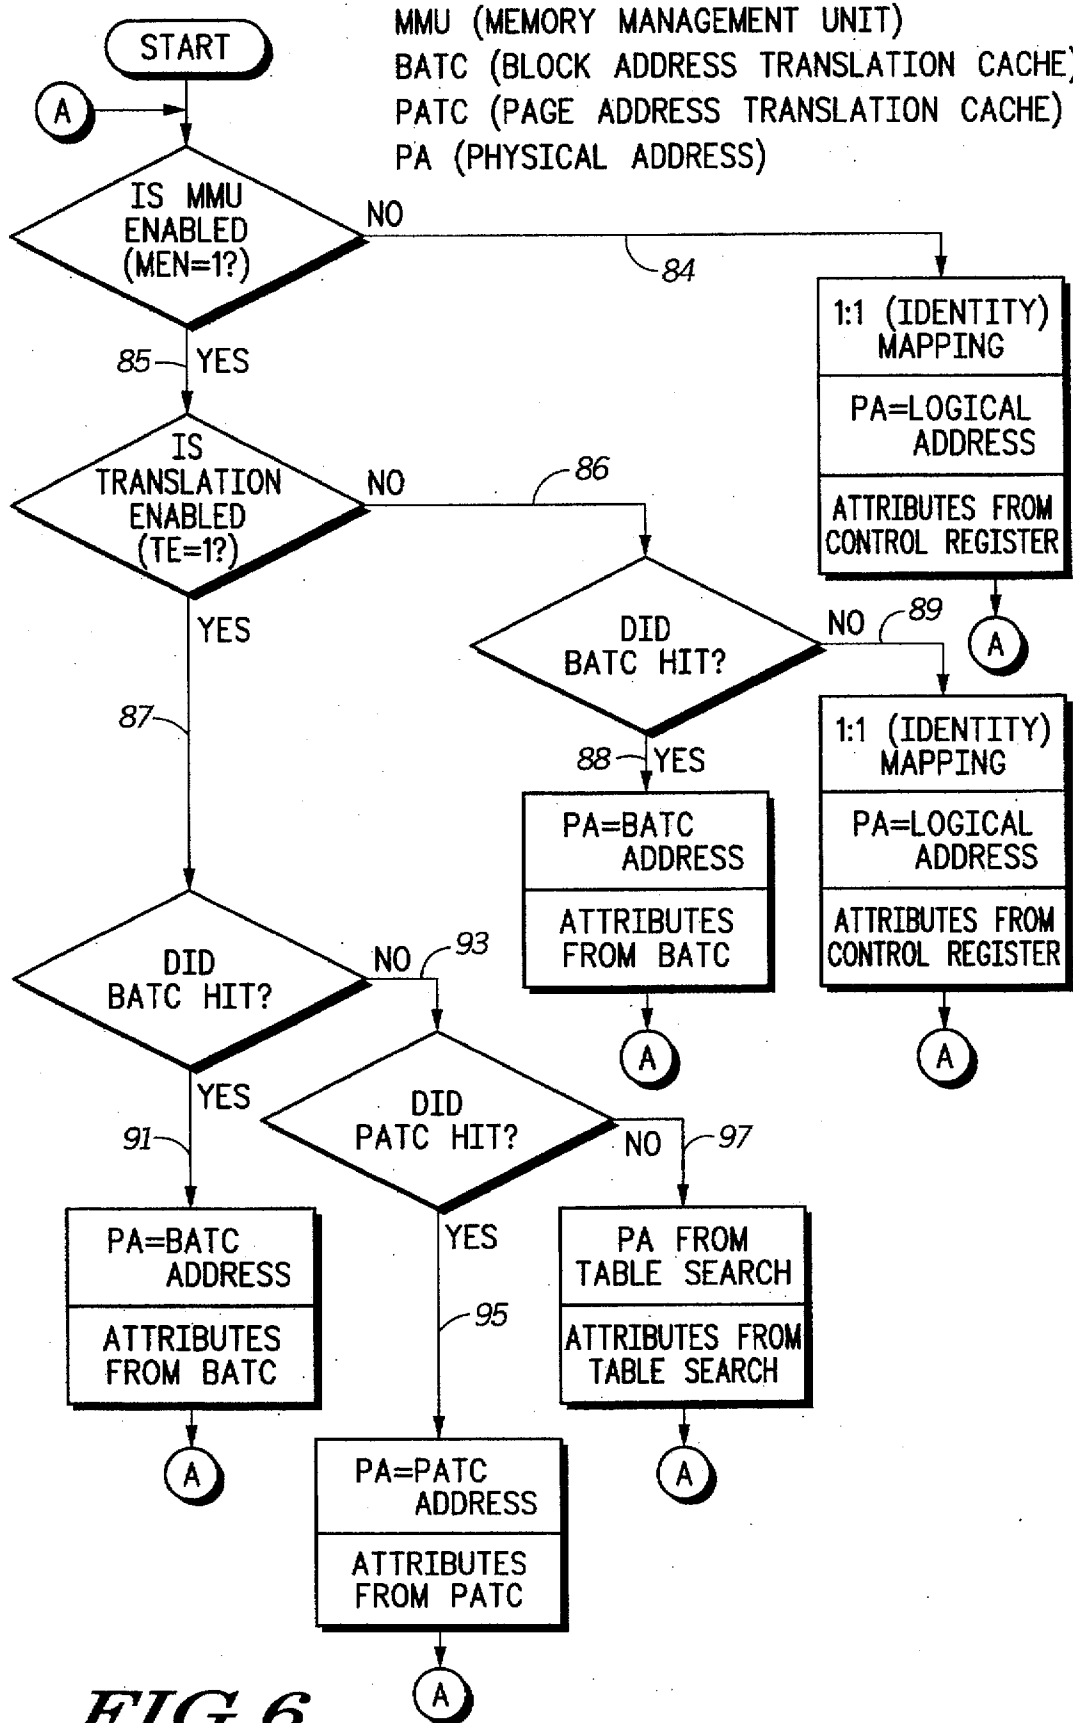 MMU (MEMORY MANAGEMENT UNIT)
BATC (BLOCK ADDRESS TRANSLATION CACHE)
PATC (PAGE ADDRESS TRANSLATION CACHE)
PA (PHYSICAL ADDRESS)
START
A
IS MMU
ENABLED
(MEN=1?)
NO
84
85
YES
1:1 (IDENTITY)
MAPPING
PA=LOGICAL
ADDRESS
ATTRIBUTES FROM
CONTROL REGISTER
A
IS
TRANSLATION
ENABLED
(TE=1?)
NO
86
YES
87
DID
BATC HIT?
NO
89
88
YES
1:1 (IDENTITY)
MAPPING
PA=LOGICAL
ADDRESS
ATTRIBUTES FROM
CONTROL REGISTER
A
PA=BATC
ADDRESS
ATTRIBUTES
FROM BATC
A
DID
BATC HIT?
NO
93
YES
91
DID
PATC HIT?
NO
97
YES
95
PA=BATC
ADDRESS
ATTRIBUTES
FROM BATC
A
PA FROM
TABLE SEARCH
ATTRIBUTES FROM
TABLE SEARCH
A
PA=PATC
ADDRESS
ATTRIBUTES
FROM PATC
A
FIG.6